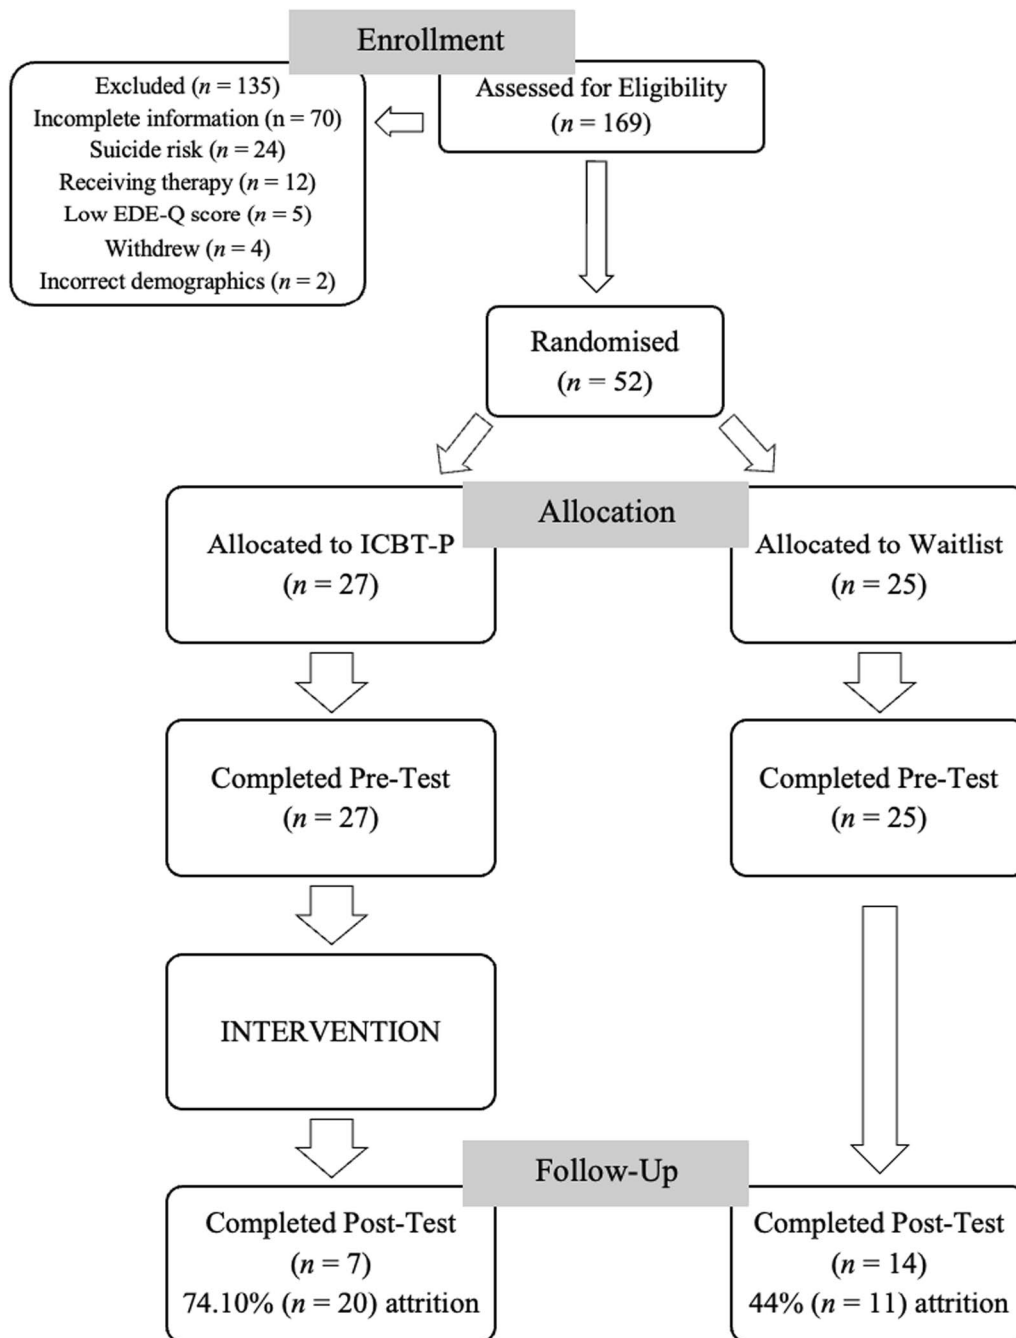 Enrollment
Assessed for Eligibility
(n = 169)
Excluded (n = 135)
Incomplete information (n = 70)
Suicide risk (n = 24)
Receiving therapy (n = 12)
Low EDE-Q score (n = 5)
Withdrew (n = 4)
Incorrect demographics (n = 2)
Randomised
(n = 52)
Allocation
Allocated to ICBT-P
(n = 27)
Allocated to Waitlist
(n = 25)
Completed Pre-Test
(n = 27)
Completed Pre-Test
(n = 25)
INTERVENTION
Follow-Up
Completed Post-Test
(n = 7)
74.10% (n = 20) attrition
Completed Post-Test
(n = 14)
44% (n = 11) attrition